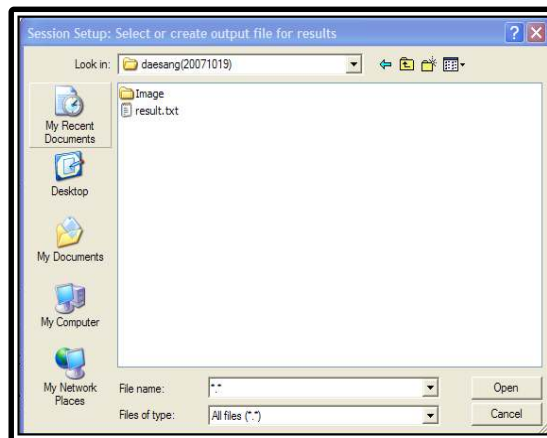 Session Setup: Select or create output file for results
Look in:
daesang(20071019)
Image
result.txt
My Recent
Documents
Desktop
My Documents
My Computer
My Network
Places
File name:
*.*
Open
Files of type:
All files (*.*)
Cancel